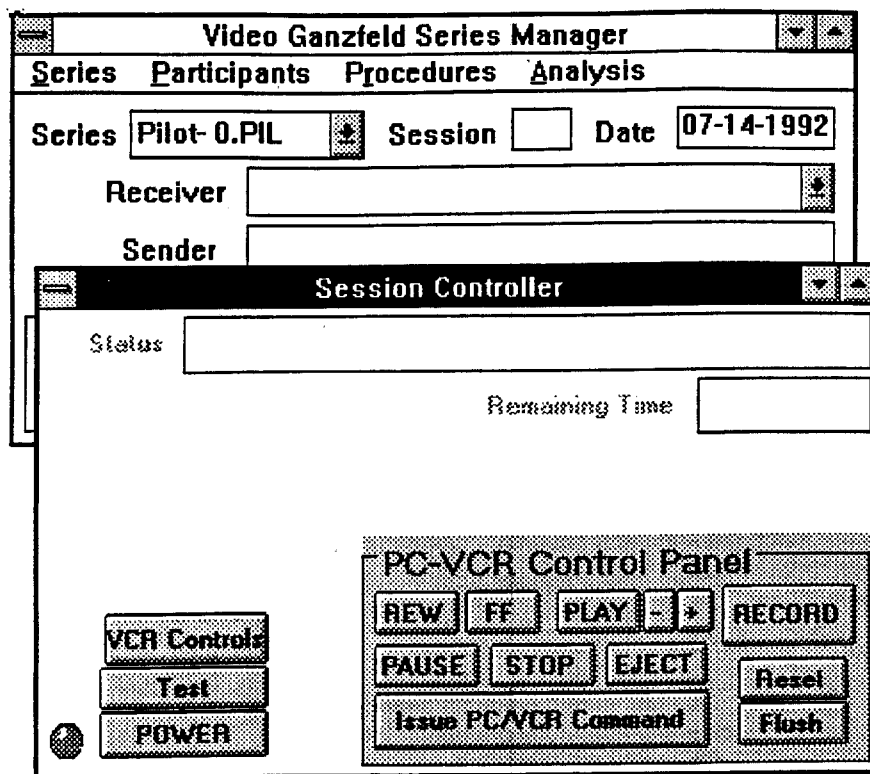 Video Ganzfeld Series Manager
Series Participants Procedures Analysis
Series Pilot- 0.PIL Session Date 07-14-1992
Receiver
Sender
Session Controller
Status
Remaining Time
PC-VCR Control Panel
REW FF PLAY - + RECORD
VCR Controls
PAUSE STOP EJECT
Test
Reset
Issue PC/VCR Command
POWER
Flush